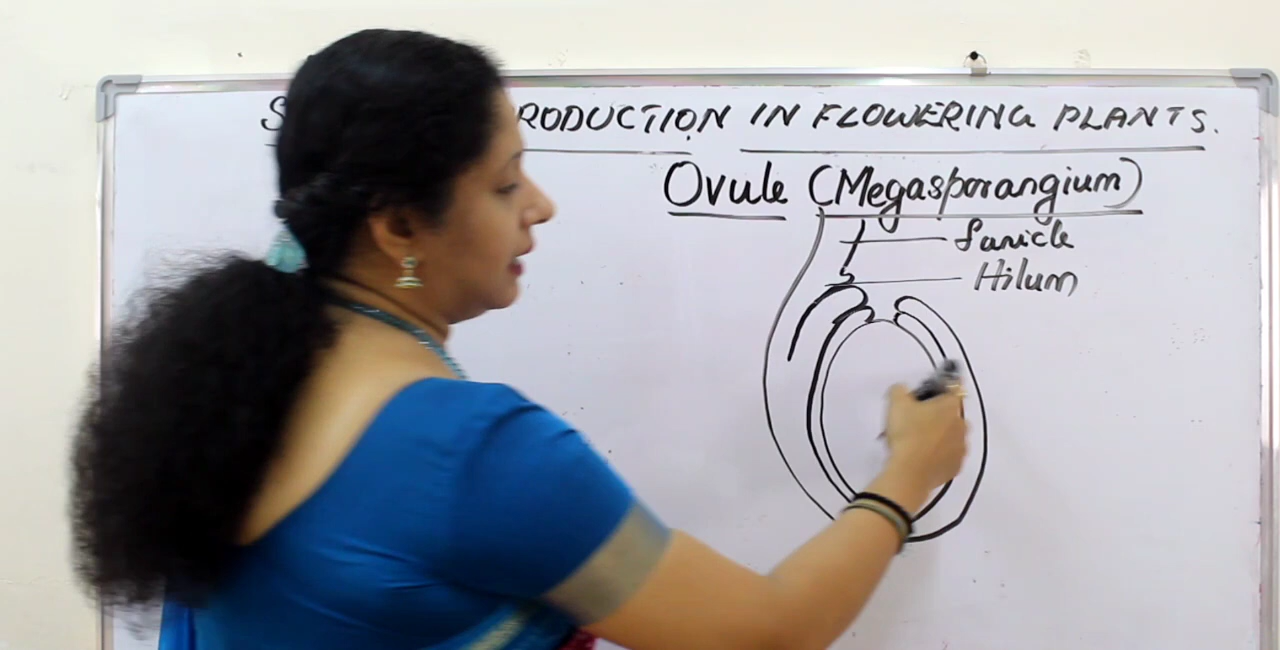 S RODUCTION IN FLOWERING PLANTS.
Ovule (Megasporangium)
funicle
Hilum